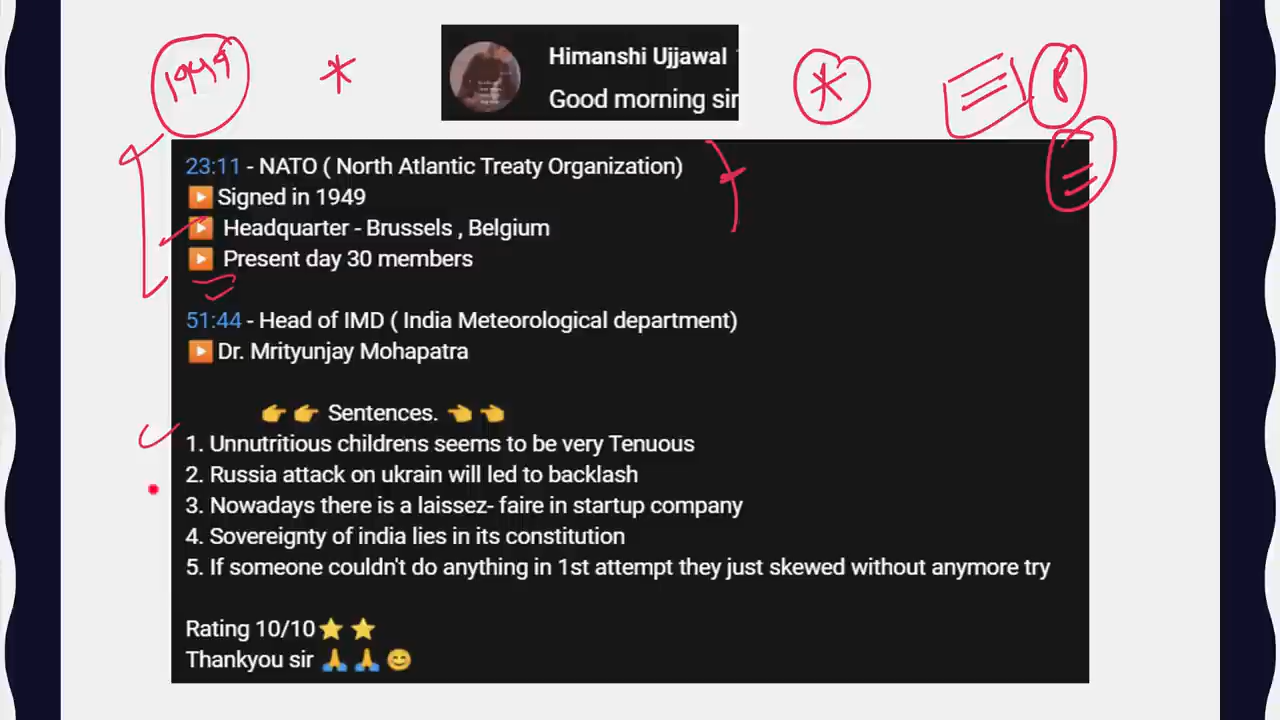 1949
Himanshi Ujjawal
Good morning sir
23:11 - NATO ( North Atlantic Treaty Organization)
▶️ Signed in 1949
▶️ Headquarter - Brussels , Belgium
▶️ Present day 30 members
51:44 - Head of IMD ( India Meteorological department)
▶️ Dr. Mrityunjay Mohapatra
👉 👉 Sentences. 👈 👈
1. Unnutritious childrens seems to be very Tenuous
2. Russia attack on ukrain will led to backlash
3. Nowadays there is a laissez- faire in startup company
4. Sovereignty of india lies in its constitution
5. If someone couldn't do anything in 1st attempt they just skewed without anymore try
Rating 10/10 ⭐ ⭐
Thankyou sir 🙏 🙏 😊